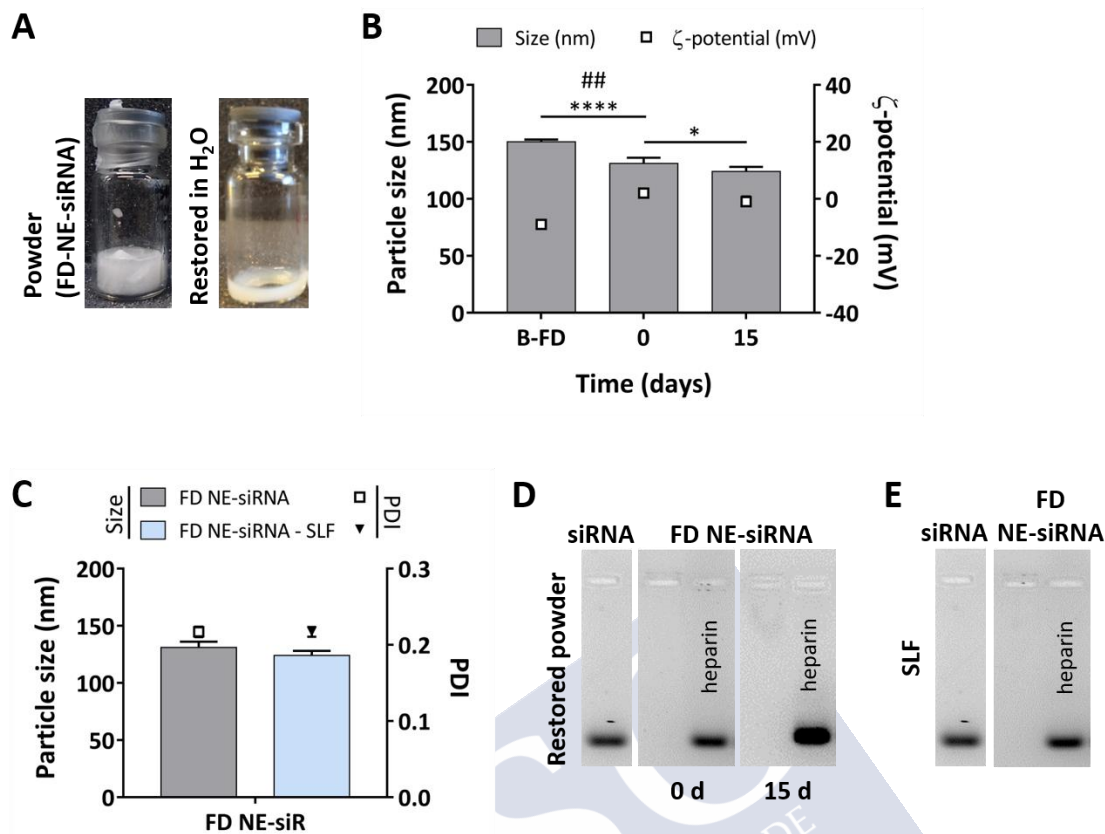 A
Powder
(FD-NE-siRNA)
Restored in H₂O
B
Size (nm)
ζ-potential (mV)
##
****
*
Particle size (nm)
200
150
100
50
0
ζ-potential (mV)
40
20
0
-20
-40
B-FD
0
15
Time (days)
C
Size
FD NE-siRNA
FD NE-siRNA - SLF
PDI
Particle size (nm)
200
150
100
50
0
PDI
0.3
0.2
0.1
0.0
FD NE-siR
D
siRNA
FD NE-siRNA
Restored powder
heparin
heparin
0 d
15 d
E
siRNA
FD
NE-siRNA
SLF
heparin
DE